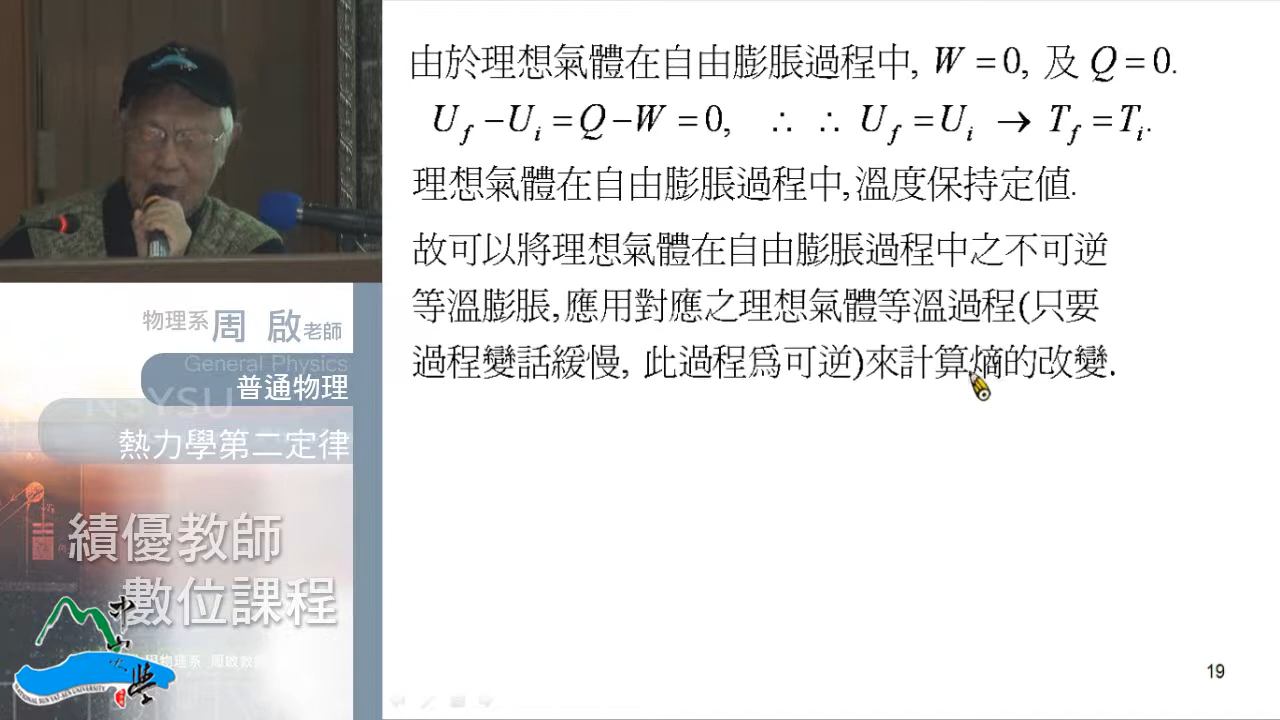 由於理想氣體在自由膨脹過程中, W = 0, 及 Q = 0.
U_f − U_i = Q − W = 0, ∴ ∴ U_f = U_i → T_f = T_i.
理想氣體在自由膨脹過程中,溫度保持定值.
故可以將理想氣體在自由膨脹過程中之不可逆
等溫膨脹,應用對應之理想氣體等溫過程(只要
過程變話緩慢, 此過程爲可逆)來計算熵的改變.
物理系 周 啟 老師
General Physics
普通物理
NSYSU
熱力學第二定律
績優教師
數位課程
19